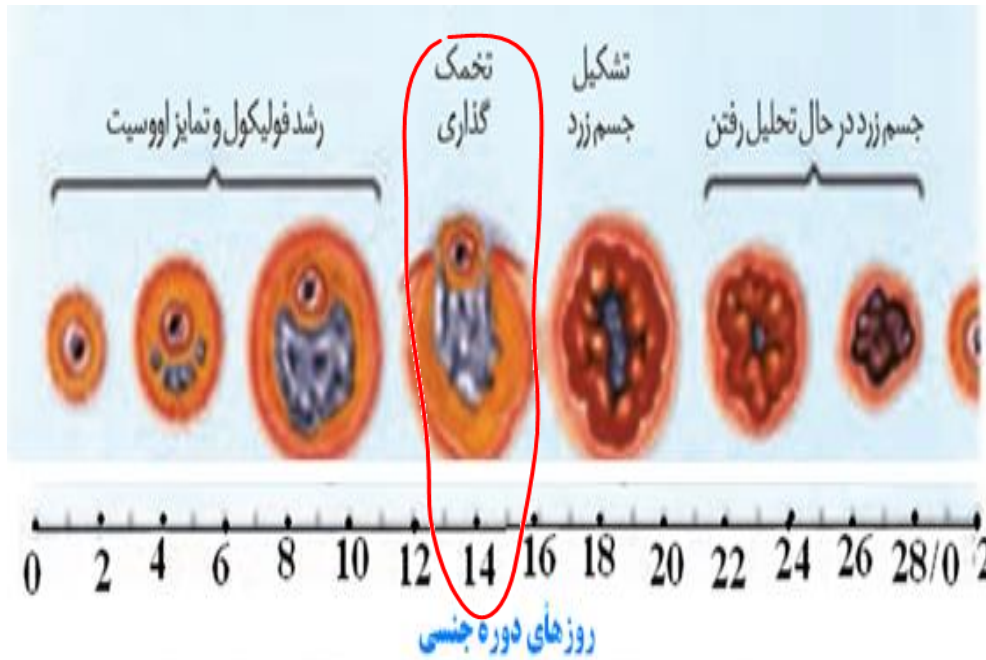 رشد فولیکول و تمایز اووسیت
تخمک
گذاری
تشکیل
جسم زرد
جسم زرد در حال تحلیل رفتن
0 2 4 6 8 10 12 14 16 18 20 22 24 26 28/0 2
روزهای دوره جنسی